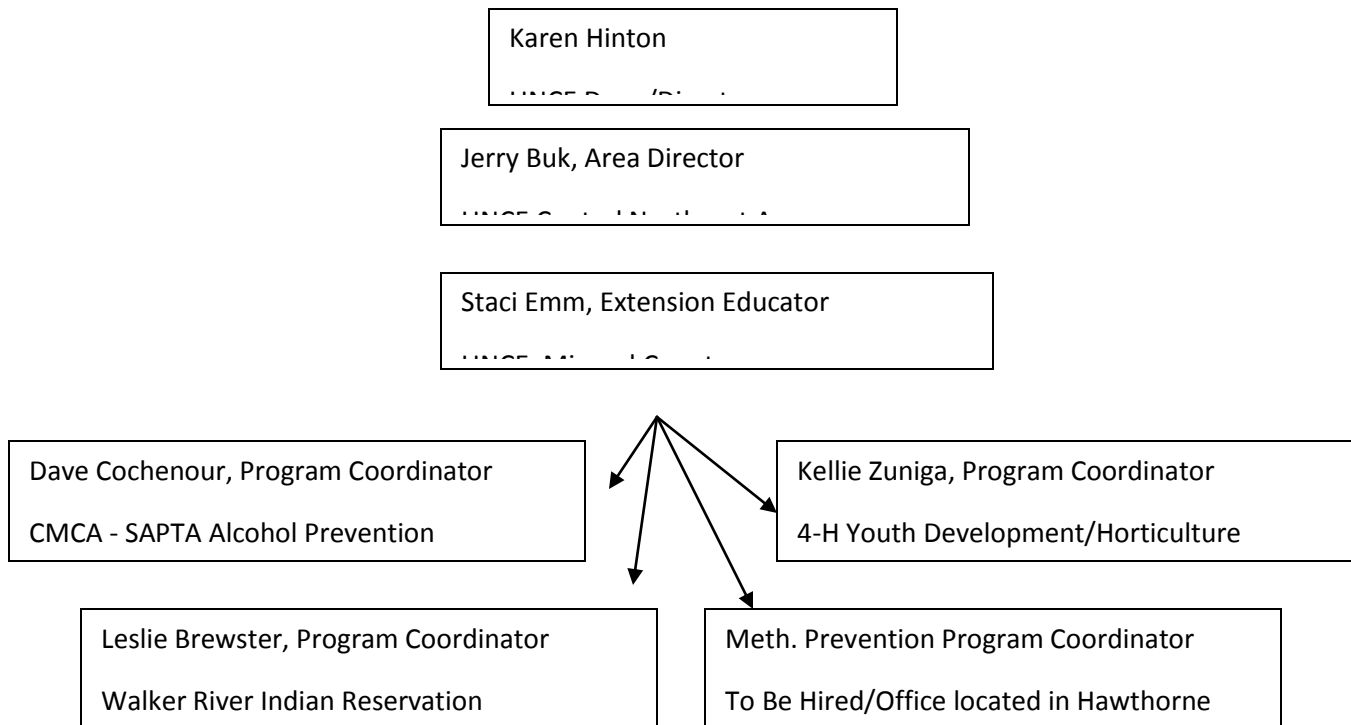 Karen Hinton
Jerry Buk, Area Director
Staci Emm, Extension Educator
Dave Cochenour, Program Coordinator
CMCA - SAPTA Alcohol Prevention
Kellie Zuniga, Program Coordinator
4-H Youth Development/Horticulture
Leslie Brewster, Program Coordinator
Walker River Indian Reservation
Meth. Prevention Program Coordinator
To Be Hired/Office located in Hawthorne